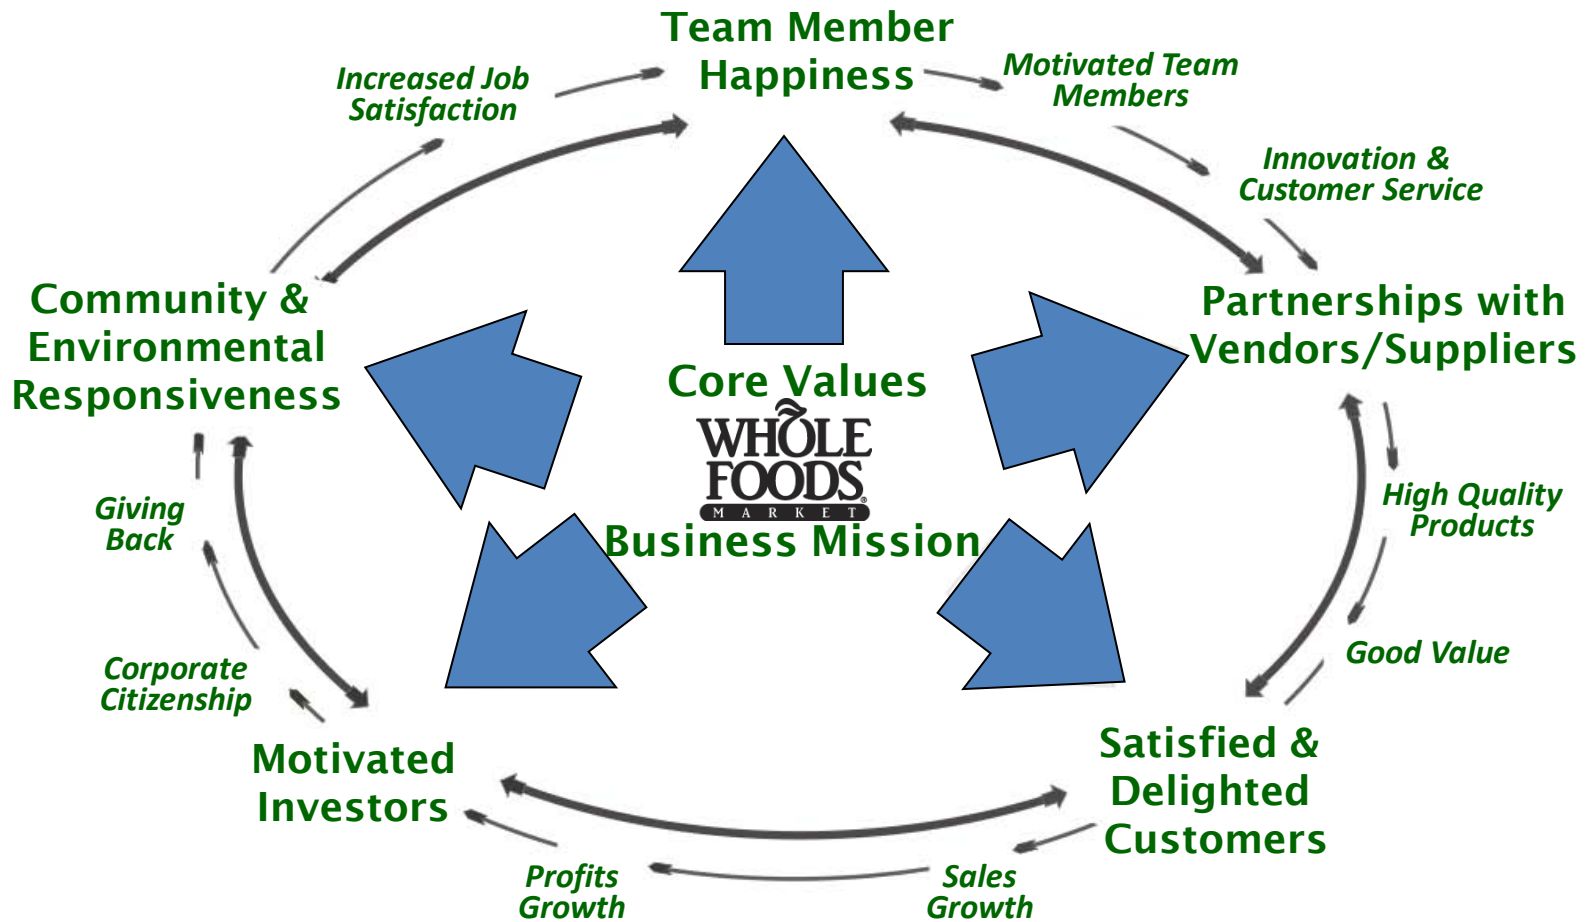 Team Member
Happiness
Increased Job
Satisfaction
Motivated Team
Members
Innovation &
Customer Service
Community &
Environmental
Responsiveness
Partnerships with
Vendors/Suppliers
Core Values
WHOLE
FOODS®
MARKET
Business Mission
Giving
Back
High Quality
Products
Corporate
Citizenship
Good Value
Motivated
Investors
Satisfied &
Delighted
Customers
Profits
Growth
Sales
Growth